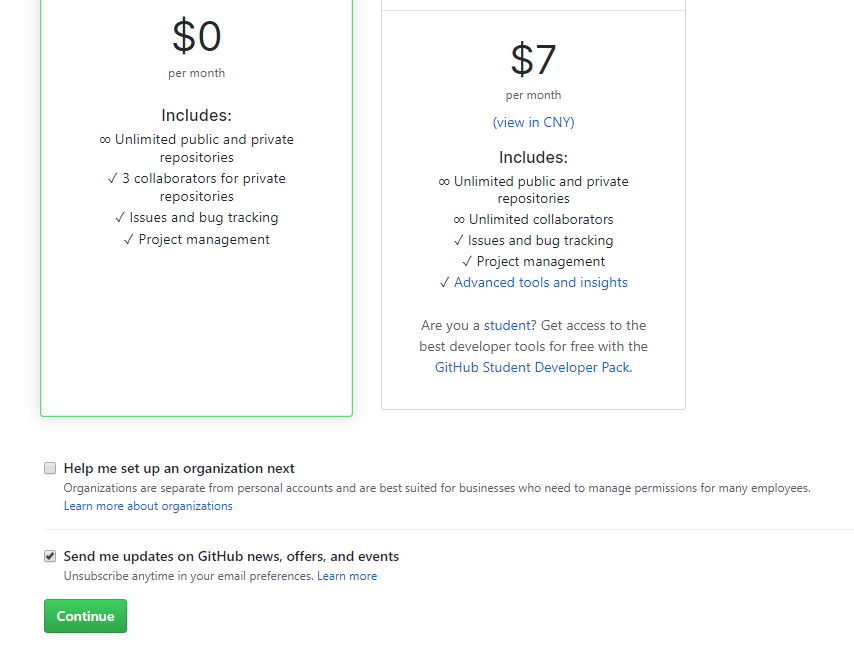 $0
per month
Includes:
∞ Unlimited public and private
repositories
✓ 3 collaborators for private
repositories
✓ Issues and bug tracking
✓ Project management
$7
per month
(view in CNY)
Includes:
∞ Unlimited public and private
repositories
∞ Unlimited collaborators
✓ Issues and bug tracking
✓ Project management
✓ Advanced tools and insights
Are you a student? Get access to the
best developer tools for free with the
GitHub Student Developer Pack.
Help me set up an organization next
Organizations are separate from personal accounts and are best suited for businesses who need to manage permissions for many employees.
Learn more about organizations
Send me updates on GitHub news, offers, and events
Unsubscribe anytime in your email preferences. Learn more
Continue